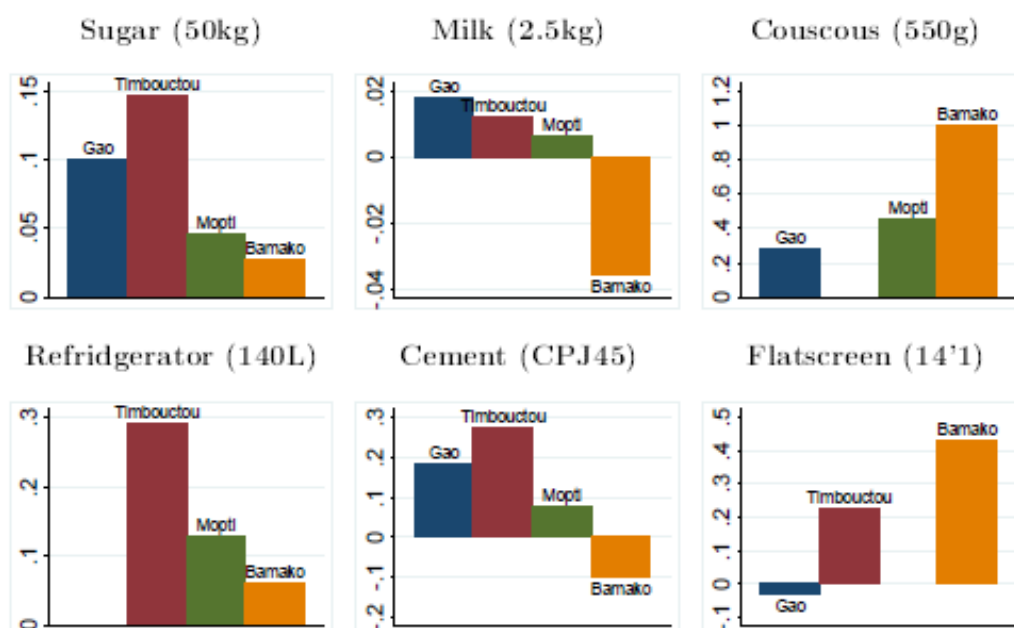 Sugar (50kg)
Milk (2.5kg)
Couscous (550g)
.15
.1
.05
0
Gao
Timbouctou
Mopti
Bamako
.02
0
-.02
-.04
Gao
Timbouctou
Mopti
Bamako
1.2
1
.8
.6
.4
.2
0
Gao
Mopti
Bamako
Refridgerator (140L)
Cement (CPJ45)
Flatscreen (14'1)
.3
.2
.1
0
Timbouctou
Mopti
Bamako
.3
.2
.1
0
-.1
-.2
Gao
Timbouctou
Mopti
Bamako
.5
.4
.3
.2
.1
0
-.1
Gao
Timbouctou
Bamako